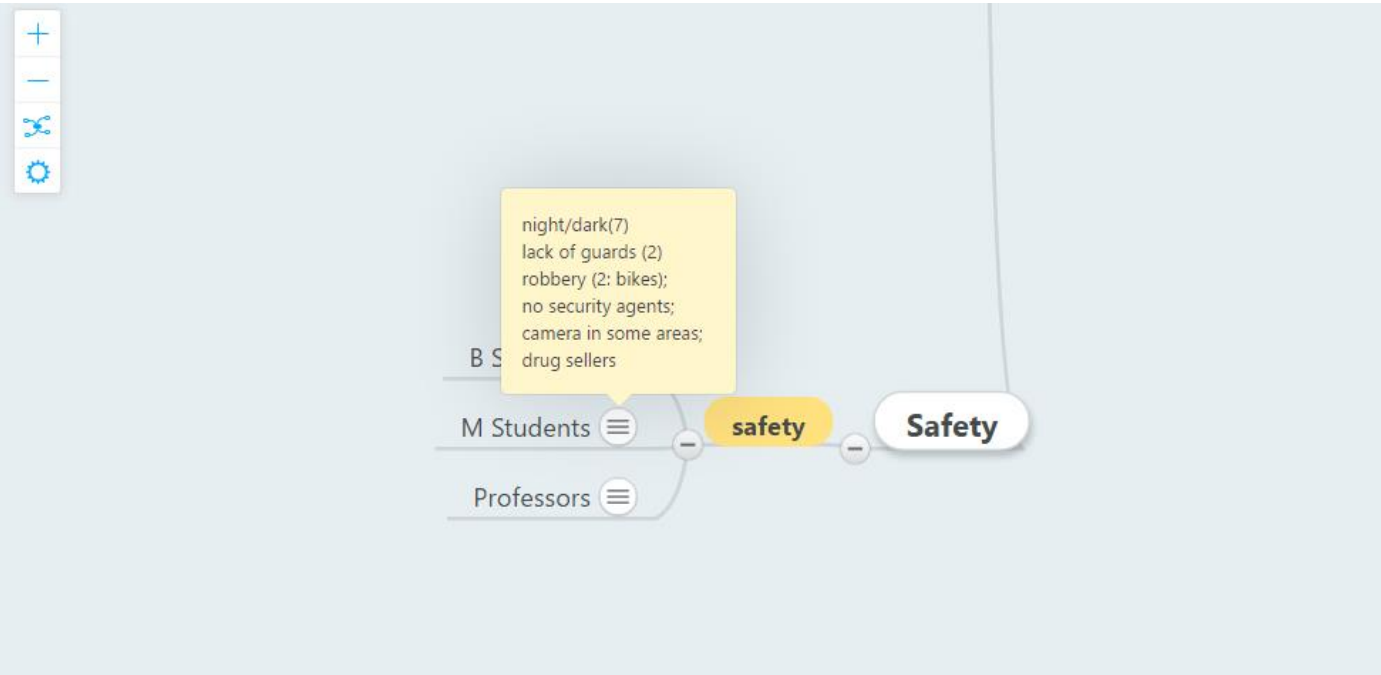 night/dark(7)
lack of guards (2)
robbery (2: bikes);
no security agents;
camera in some areas;
drug sellers
B S
M Students
safety
Safety
Professors